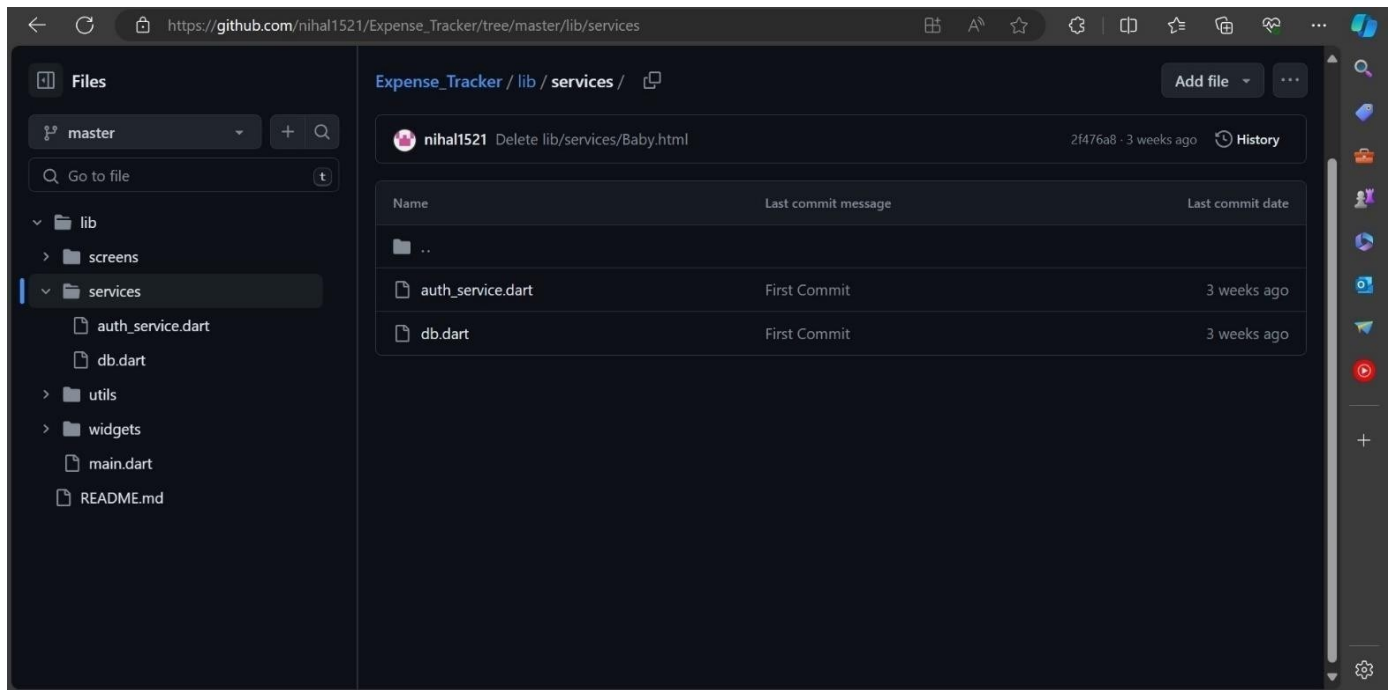 https://github.com/nihal1521/Expense_Tracker/tree/master/lib/services
Files
master
Go to file
t
lib
screens
services
auth_service.dart
db.dart
utils
widgets
main.dart
README.md
Expense_Tracker / lib / services /
Add file
nihal1521 Delete lib/services/Baby.html 2f476a8 · 3 weeks ago History
Name Last commit message Last commit date
..
auth_service.dart First Commit 3 weeks ago
db.dart First Commit 3 weeks ago